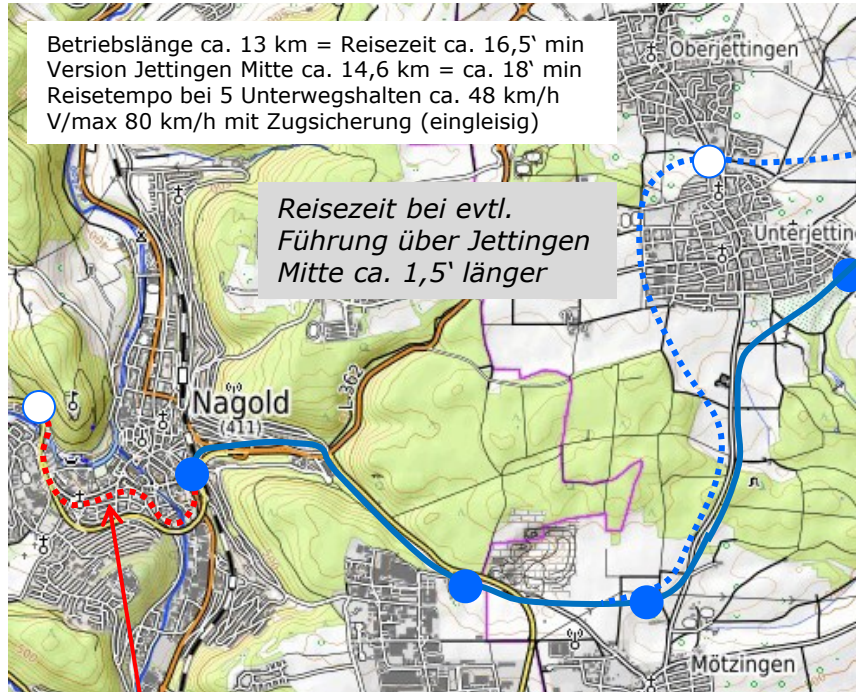 Betriebslänge ca. 13 km = Reisezeit ca. 16,5‘ min
Version Jettingen Mitte ca. 14,6 km = ca. 18‘ min
Reisetempo bei 5 Unterwegshalten ca. 48 km/h
V/max 80 km/h mit Zugsicherung (eingleisig)
Oberjettingen
Reisezeit bei evtl.
Führung über Jettingen
Mitte ca. 1,5‘ länger
Unterjetting
L 362
Nagold
(411)
Mötzingen